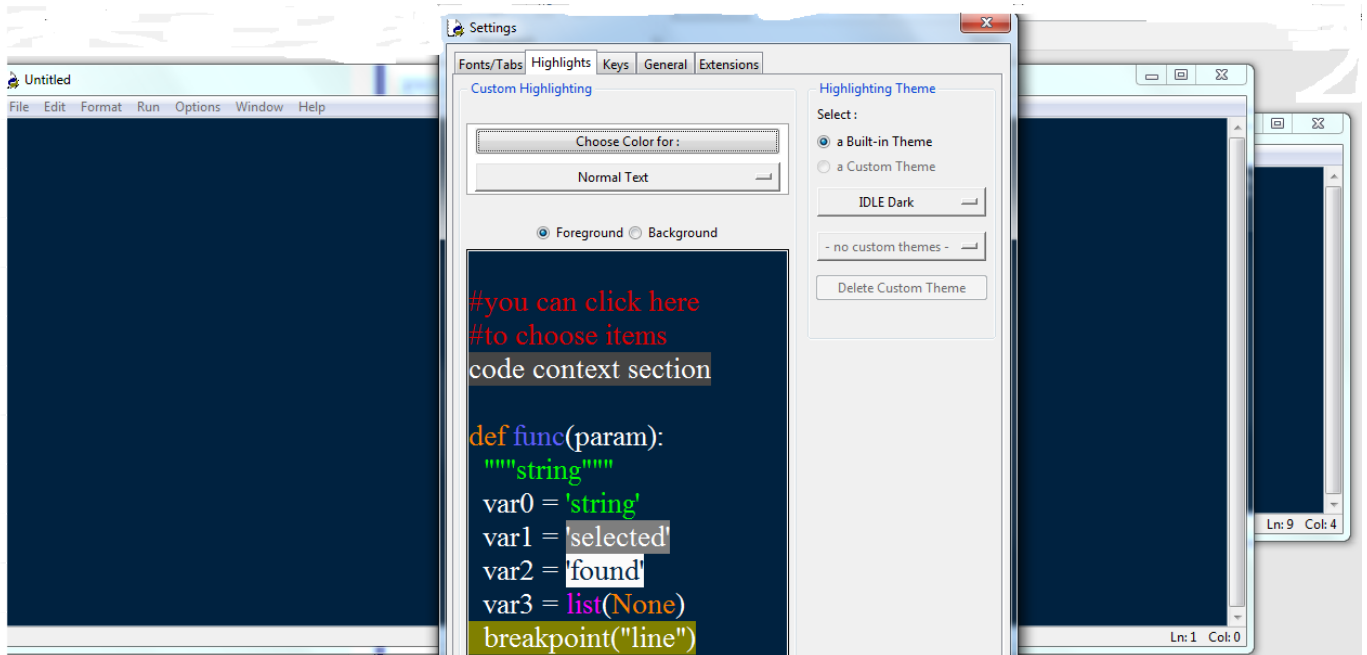 Settings
Fonts/Tabs Highlights Keys General Extensions
Untitled
File Edit Format Run Options Window Help
Custom Highlighting
Choose Color for :
Normal Text
Foreground Background
#you can click here
#to choose items
code context section
def func(param):
"""string"""
var0 = 'string'
var1 = 'selected'
var2 = 'found'
var3 = list(None)
breakpoint("line")
Highlighting Theme
Select :
a Built-in Theme
a Custom Theme
IDLE Dark
- no custom themes -
Delete Custom Theme
Ln: 1 Col: 0
Ln: 9 Col: 4